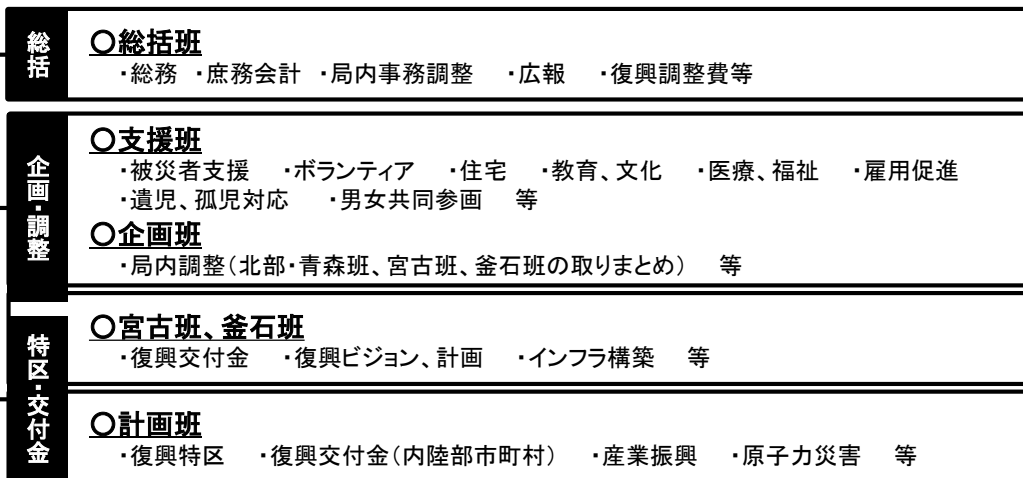 総括
〇総括班
・総務 ・庶務会計 ・局内事務調整 ・広報 ・復興調整費等
企画・調整
〇支援班
・被災者支援 ・ボランティア ・住宅 ・教育、文化 ・医療、福祉 ・雇用促進
・遺児、孤児対応 ・男女共同参画 等
〇企画班
・局内調整(北部・青森班、宮古班、釜石班の取りまとめ) 等
特区・交付金
〇宮古班、釜石班
・復興交付金 ・復興ビジョン、計画 ・インフラ構築 等
〇計画班
・復興特区 ・復興交付金(内陸部市町村) ・産業振興 ・原子力災害 等